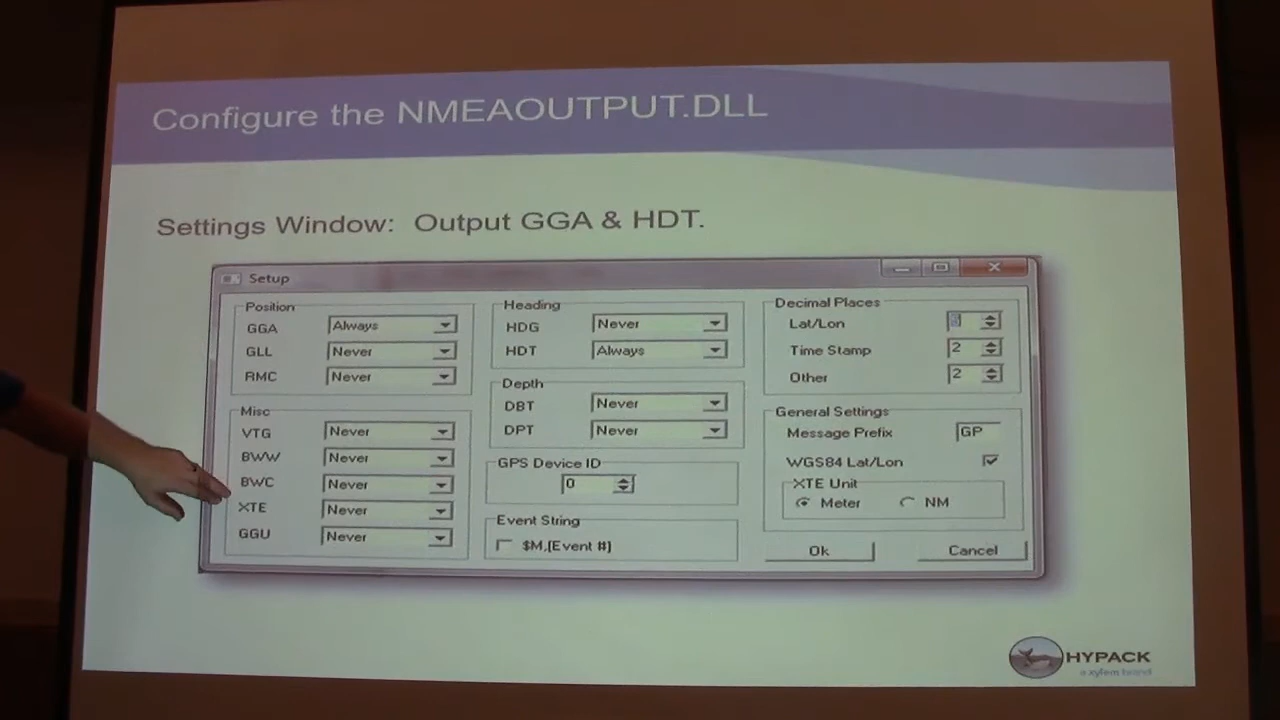 Configure the NMEAOUTPUT.DLL
Settings Window: Output GGA & HDT.
Setup
Position
GGA Always
GLL Never
RMC Never
Misc
VTG Never
BWW Never
BWC Never
XTE Never
GGU Never
Heading
HDG Never
HDT Always
Depth
DBT Never
DPT Never
GPS Device ID
0
Event String
$M,[Event #]
Decimal Places
Lat/Lon
Time Stamp 2
Other 2
General Settings
Message Prefix GP
WGS84 Lat/Lon
XTE Unit
Meter NM
Ok Cancel
HYPACK
a xylem brand